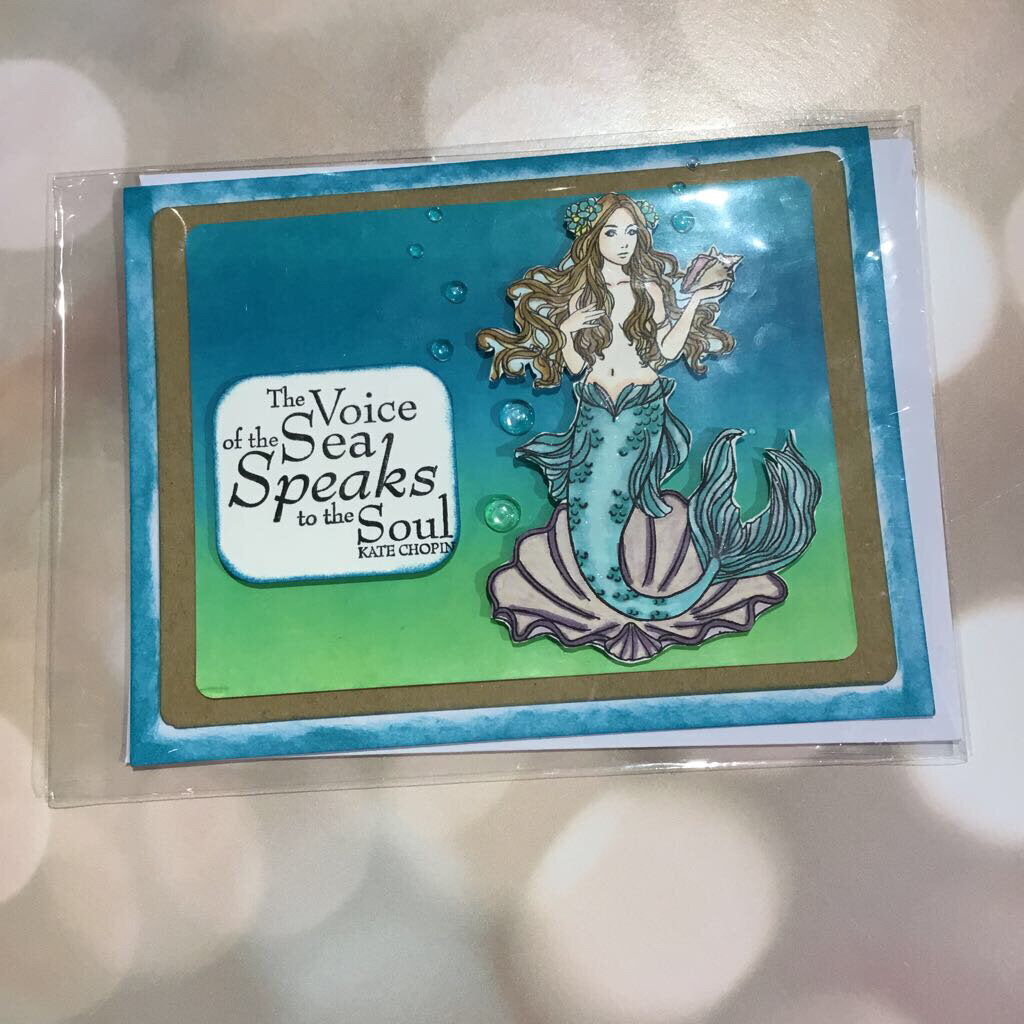 The Voice
of the Sea
Speaks
to the Soul
KATE CHOPIN